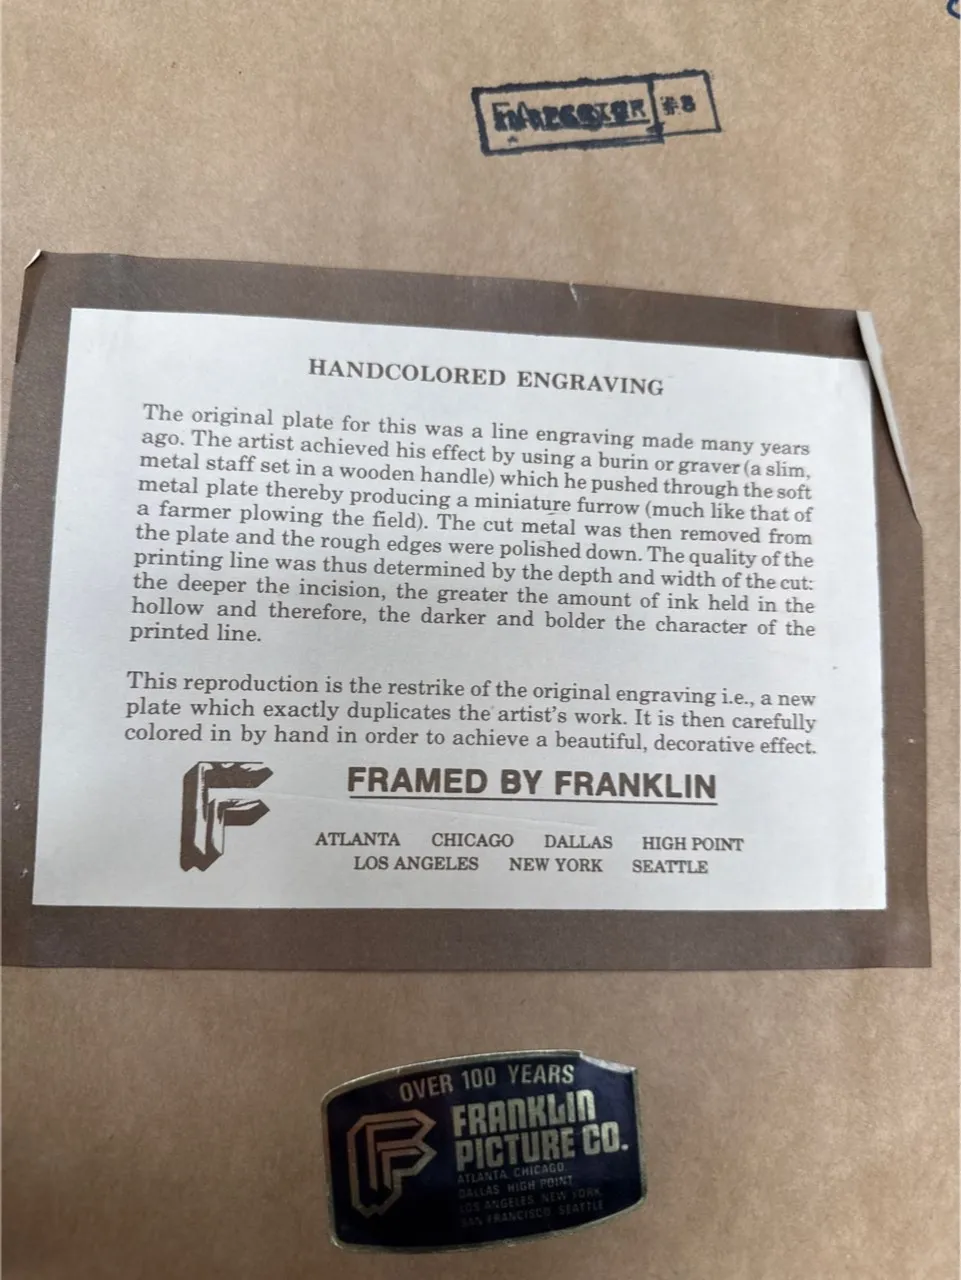 #8
HANDCOLORED ENGRAVING
The original plate for this was a line engraving made many years
ago. The artist achieved his effect by using a burin or graver (a slim,
metal staff set in a wooden handle) which he pushed through the soft
metal plate thereby producing a miniature furrow (much like that of
a farmer plowing the field). The cut metal was then removed from
the plate and the rough edges were polished down. The quality of the
printing line was thus determined by the depth and width of the cut:
the deeper the incision, the greater the amount of ink held in the
hollow and therefore, the darker and bolder the character of the
printed line.
This reproduction is the restrike of the original engraving i.e., a new
plate which exactly duplicates the artist's work. It is then carefully
colored in by hand in order to achieve a beautiful, decorative effect.
FRAMED BY FRANKLIN
ATLANTA CHICAGO DALLAS HIGH POINT
LOS ANGELES NEW YORK SEATTLE
OVER 100 YEARS
FRANKLIN
PICTURE CO.
ATLANTA CHICAGO
DALLAS HIGH POINT
LOS ANGELES NEW YORK
SAN FRANCISCO SEATTLE